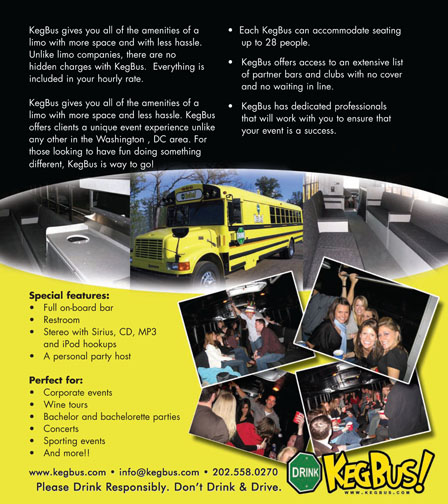 KegBus gives you all of the amenities of a
limo with more space and with less hassle.
Unlike limo companies, there are no
hidden charges with KegBus.  Everything is
included in your hourly rate.
KegBus gives you all of the amenities of a
limo with more space and less hassle. KegBus
offers clients a unique event experience unlike
any other in the Washington , DC area. For
those looking to have fun doing something
different, KegBus is way to go!
• Each KegBus can accommodate seating
up to 28 people.
• KegBus offers access to an extensive list
of partner bars and clubs with no cover
and no waiting in line.
• KegBus has dedicated professionals
that will work with you to ensure that
your event is a success.
Special features:
• Full on-board bar
• Restroom
• Stereo with Sirius, CD, MP3
and iPod hookups
• A personal party host
Perfect for:
• Corporate events
• Wine tours
• Bachelor and bachelorette parties
• Concerts
• Sporting events
• And more!!
www.kegbus.com • info@kegbus.com • 202.558.0270
Please Drink Responsibly. Don't Drink & Drive.
DRINK
KEGBUS!
WWW.KEGBUS.COM